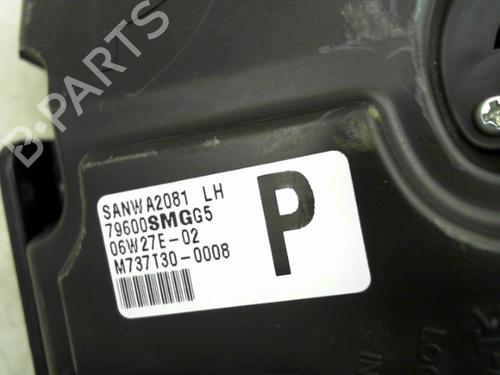 B-PARTS
SANWA2081 LH
79600SMGG5
06W27E-02
M737T30-0008
P